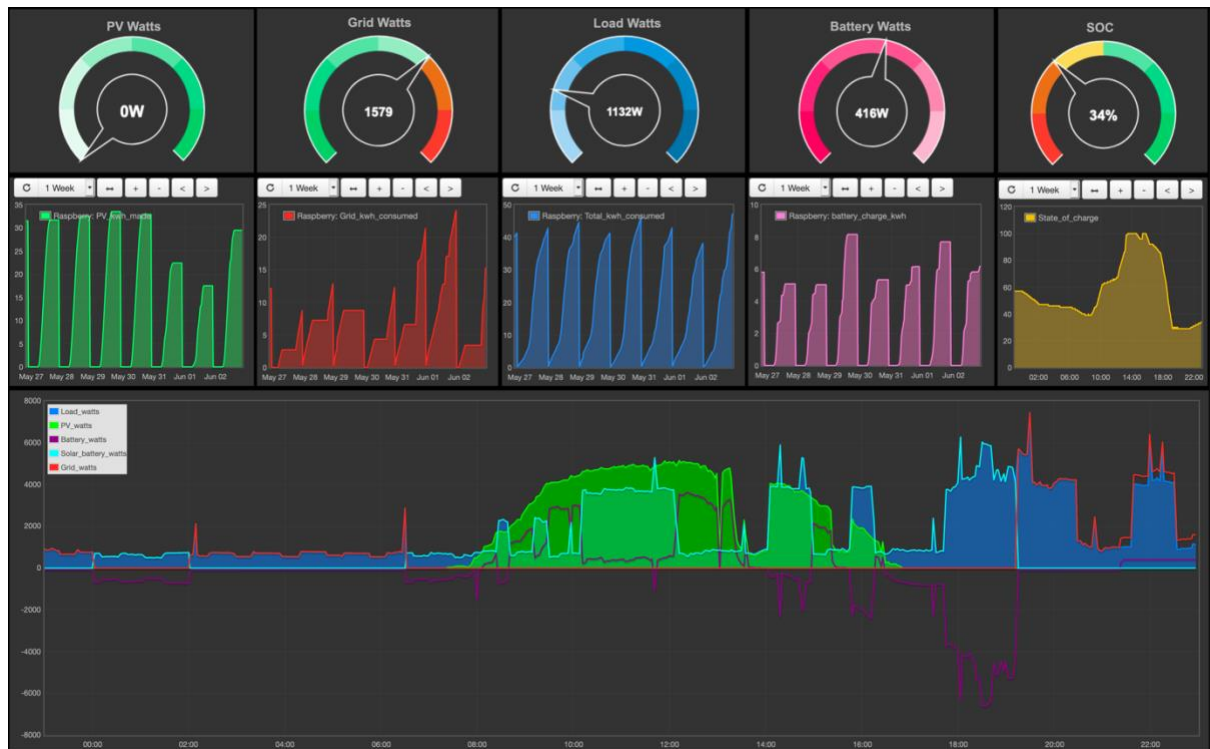 PV Watts
Grid Watts
Load Watts
Battery Watts
SOC
0W
1579
1132W
416W
34%
1 Week + - < >
1 Week + - < >
1 Week + - < >
1 Week + - < >
1 Week + - < >
Raspberry: PV_kwh_made
35
30
25
20
15
10
5
0
May 27 May 28 May 29 May 30 May 31 Jun 01 Jun 02
Raspberry: Grid_kwh_consumed
25
20
15
10
5
0
May 27 May 28 May 29 May 30 May 31 Jun 01 Jun 02
Raspberry: Total_kwh_consumed
50
40
30
20
10
0
May 27 May 28 May 29 May 30 May 31 Jun 01 Jun 02
Raspberry: battery_charge_kwh
10
8
6
4
2
0
May 27 May 28 May 29 May 30 May 31 Jun 01 Jun 02
State_of_charge
120
100
80
60
40
20
0
02:00 06:00 10:00 14:00 18:00 22:00
Load_watts
PV_watts
Battery_watts
Solar_battery_watts
Grid_watts
6000
4000
2000
0
-2000
-4000
-6000
-8000
00:00 02:00 04:00 06:00 08:00 10:00 12:00 14:00 16:00 18:00 20:00 22:00